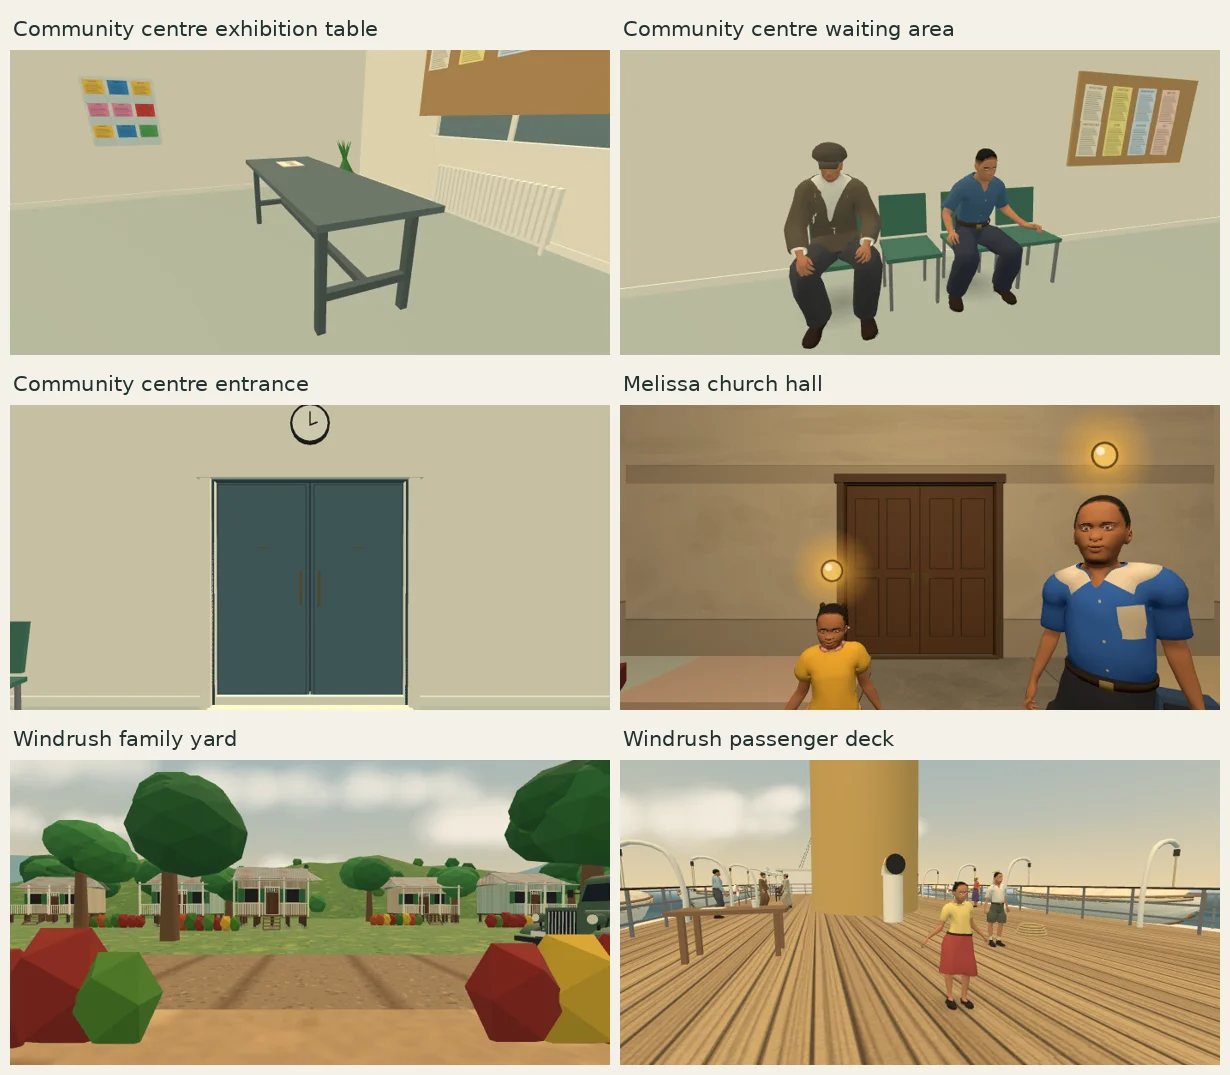 Community centre exhibition table
Community centre waiting area
Community centre entrance
Melissa church hall
Windrush family yard
Windrush passenger deck